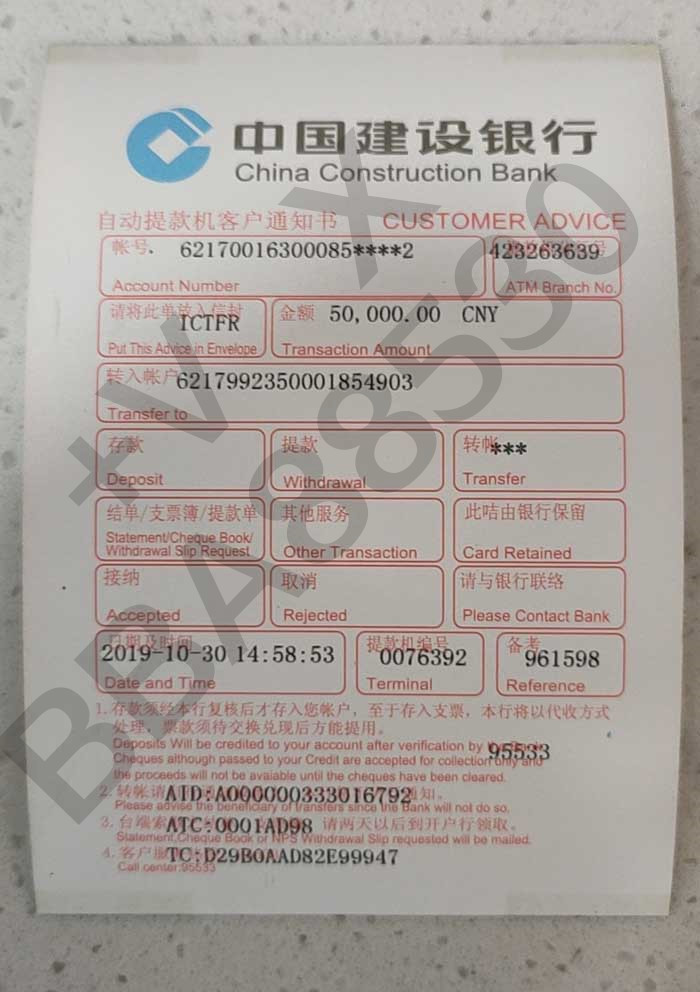 中国建设银行
China Construction Bank
自动提款机客户通知书 CUSTOMER ADVICE
帐号. 62170016300085****2 423263639
Account Number ATM Branch No.
请将此单放入信封 ICTFR 金额 50,000.00 CNY
Put This Advice in Envelope Transaction Amount
转入帐户 6217992350001854903
Transfer to
存款 提款 转帐 ***
Deposit Withdrawal Transfer
结单/支票簿/提款单 其他服务 此咭由银行保留
Statement/Cheque Book/
Withdrawal Slip Request Other Transaction Card Retained
接纳 取消 请与银行联络
Accepted Rejected Please Contact Bank
日期及时间 提款机编号 备考
2019-10-30 14:58:53 0076392 961598
Date and Time Terminal Reference
1.存款须经本行复核后才存入您帐户，至于存入支票，本行将以代收方式
处理，票款须待交换兑现后方能提用。
Deposits Will be credited to your account after verification by 95533
Cheques although passed to your Credit are accepted for collection only and
the proceeds will not be avaiable until the cheques have been cleared.
2.转帐请 通知。
AID:A000000333016792
Please advise the beneficiary of transfers since the Bank will not do so.
3.台端索 请两天以后到开户行领取。
ATC:0001AD98
Statement,Cheque Book or NPS Withdrawal Slip requested will be mailed.
4.客户服
TC:D29B0AAD82E99947
Call center:95533
+V X
BBA88530